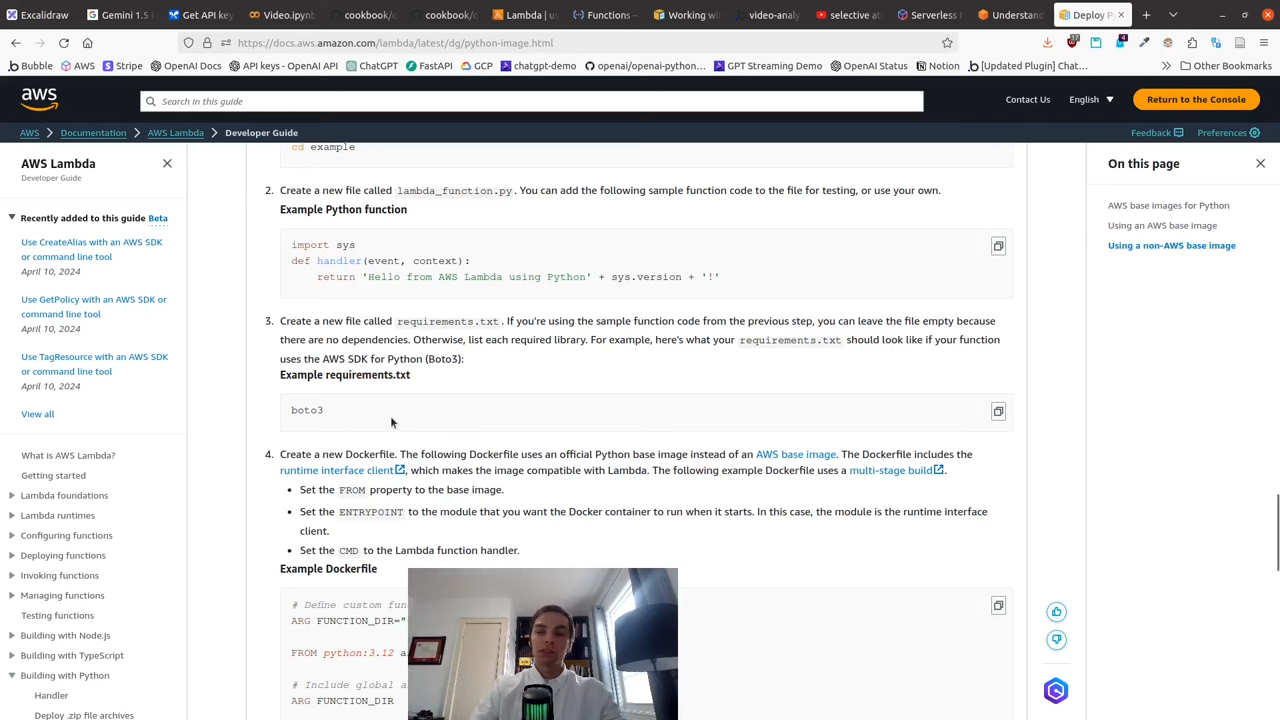 Excalidraw
Gemini 1.5
Get API key
Video.ipynb
cookbook/
cookbook/
Lambda | us
Functions –
Working wi
video-analy
selective at
Serverless F
Understan
Deploy Py
https://docs.aws.amazon.com/lambda/latest/dg/python-image.html
Bubble
AWS
Stripe
OpenAI Docs
API keys - OpenAI API
ChatGPT
FastAPI
GCP
chatgpt-demo
openai/openai-python...
GPT Streaming Demo
OpenAI Status
Notion
[Updated Plugin] Chat...
Other Bookmarks
aws
Search in this guide
Contact Us
English
Return to the Console
AWS
Documentation
AWS Lambda
Developer Guide
Feedback
Preferences
AWS Lambda
Developer Guide
Recently added to this guide Beta
Use CreateAlias with an AWS SDK
or command line tool
April 10, 2024
Use GetPolicy with an AWS SDK or
command line tool
April 10, 2024
Use TagResource with an AWS SDK
or command line tool
April 10, 2024
View all
What is AWS Lambda?
Getting started
Lambda foundations
Lambda runtimes
Configuring functions
Deploying functions
Invoking functions
Managing functions
Testing functions
Building with Node.js
Building with TypeScript
Building with Python
Handler
Deploy .zip file archives
cd example
2. Create a new file called lambda_function.py. You can add the following sample function code to the file for testing, or use your own.
Example Python function
import sys
def handler(event, context):
return 'Hello from AWS Lambda using Python' + sys.version + '!'
3. Create a new file called requirements.txt. If you're using the sample function code from the previous step, you can leave the file empty because
there are no dependencies. Otherwise, list each required library. For example, here's what your requirements.txt should look like if your function
uses the AWS SDK for Python (Boto3):
Example requirements.txt
boto3
4. Create a new Dockerfile. The following Dockerfile uses an official Python base image instead of an AWS base image. The Dockerfile includes the
runtime interface client, which makes the image compatible with Lambda. The following example Dockerfile uses a multi-stage build.
• Set the FROM property to the base image.
• Set the ENTRYPOINT to the module that you want the Docker container to run when it starts. In this case, the module is the runtime interface
client.
• Set the CMD to the Lambda function handler.
Example Dockerfile
# Define custom fun
ARG FUNCTION_DIR="
FROM python:3.12 a
# Include global a
ARG FUNCTION_DIR
On this page
AWS base images for Python
Using an AWS base image
Using a non-AWS base image